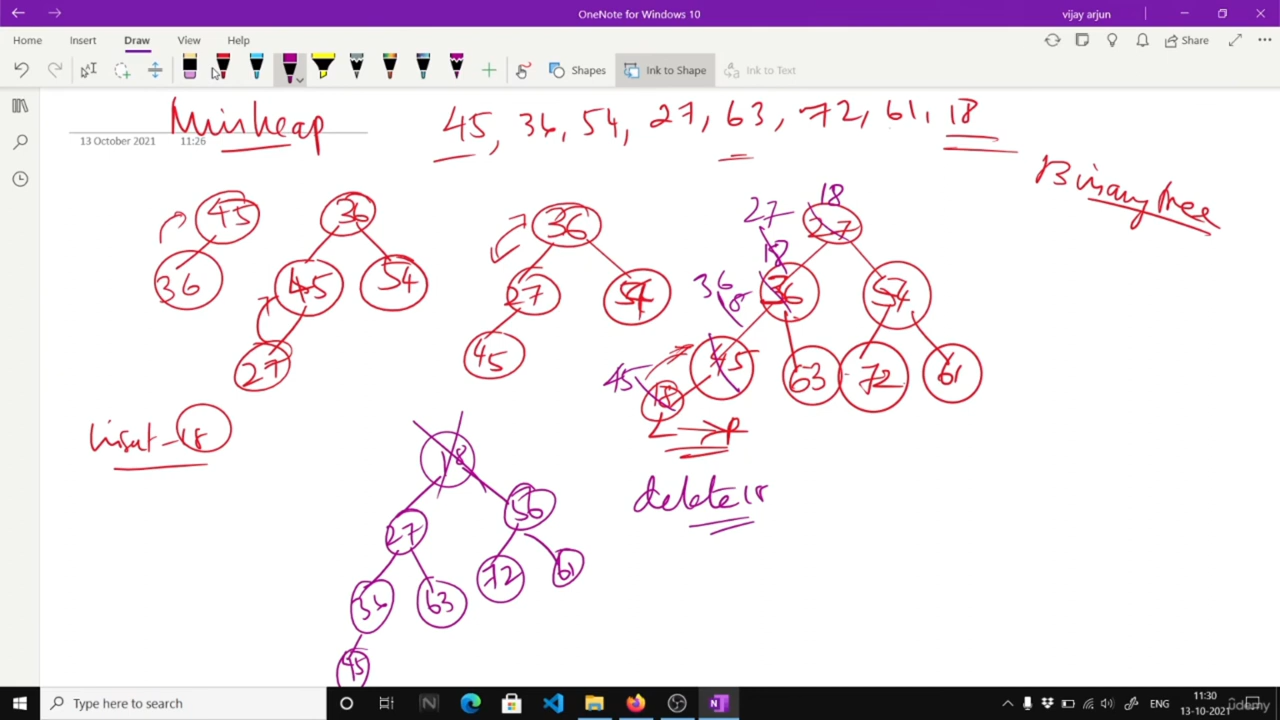 OneNote for Windows 10
vijay arjun
Home Insert Draw View Help
Share
Shapes
Ink to Shape
Ink to Text
Minheap
45, 36, 54, 27, 63, 72, 61, 18
13 October 2021 11:26
Binary tree
45
36
36
45 54
27
36
27 54
45
18
27 27
18
36 54
36
18
45 63 72 61
45 18
L → P
Insert - 18
delete 18
18
27 56
36 63 72 61
45
Type here to search
ENG
11:30
13-10-2021
udemy